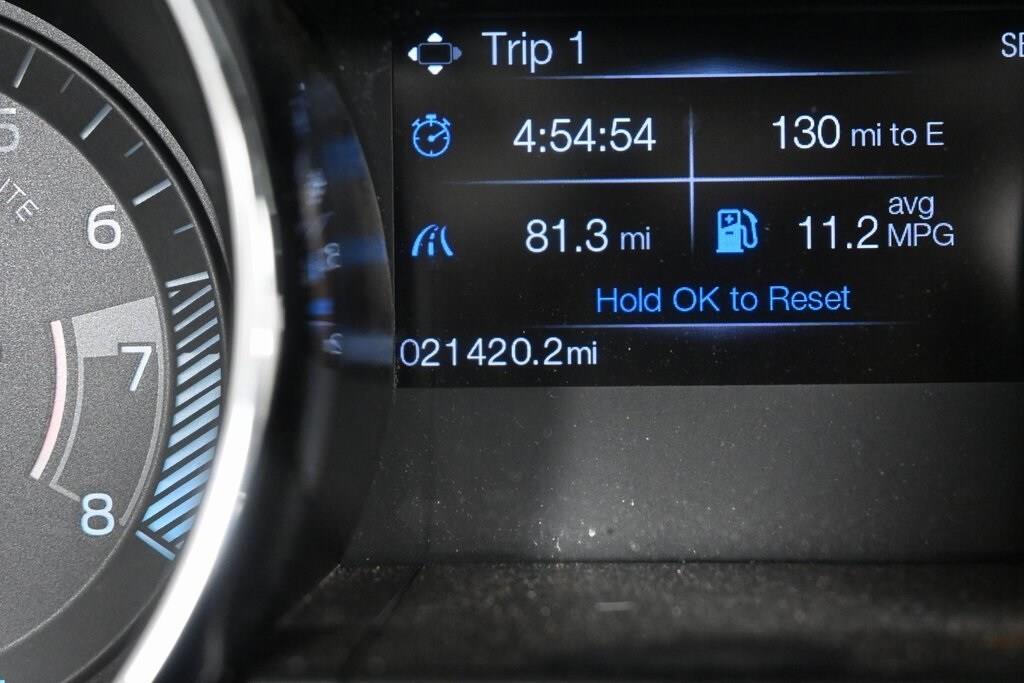 Trip 1
SE
4:54:54
130 mi to E
81.3 mi
11.2 avg MPG
Hold OK to Reset
021420.2mi
5
6
7
8